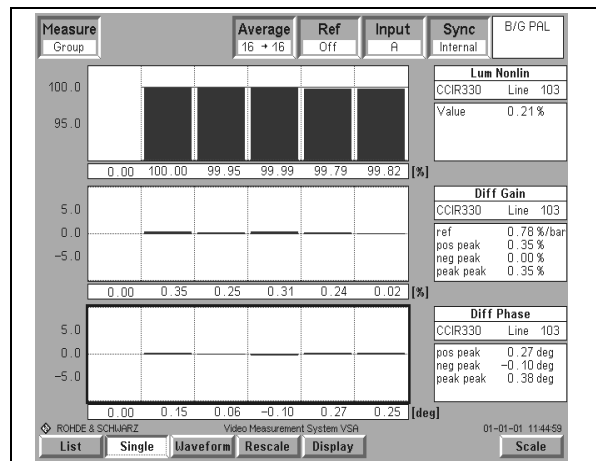 Measure Average Ref Input Sync B/G PAL
Group 16 → 16 Off A Internal
Lum Nonlin
CCIR330 Line 103
100.0
Value 0.21 %
95.0
0.00 100.00 99.95 99.99 99.79 99.82 [%]
Diff Gain
CCIR330 Line 103
5.0
0.0
-5.0
ref 0.78 %/bar
pos peak 0.35 %
neg peak 0.00 %
peak peak 0.35 %
0.00 0.35 0.25 0.31 0.24 0.02 [%]
Diff Phase
CCIR330 Line 103
5.0
0.0
-5.0
pos peak 0.27 deg
neg peak -0.10 deg
peak peak 0.38 deg
0.00 0.15 0.06 -0.10 0.27 0.25 [deg]
ROHDE & SCHWARZ Video Measurement System VSA 01-01-01 11:44:59
List Single Waveform Rescale Display Scale